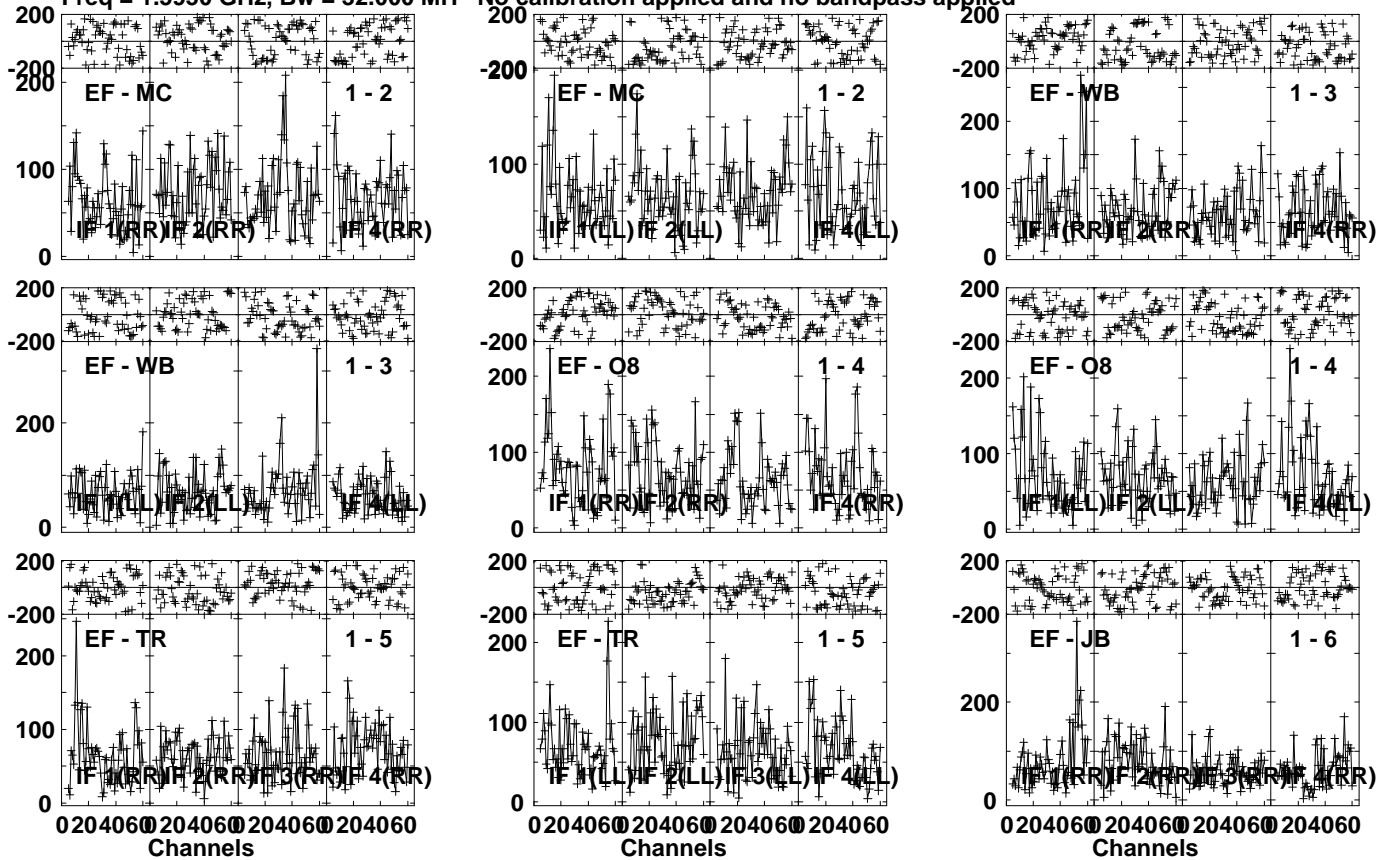 GHz, Bw = 32.000 MH No calibration applied and no bandpass applied
200
-200
200
EF - MC 1 - 2
100
IF 1(RR) IF 2(RR) IF 4(RR)
0
200
-200
EF - MC 1 - 2
100
IF 1(LL) IF 2(LL) IF 4(LL)
0
200
-200
EF - WB 1 - 3
200
100
IF 1(RR) IF 2(RR) IF 4(RR)
0
200
-200
EF - WB 1 - 3
200
IF 1(LL) IF 2(LL) IF 4(LL)
0
200
-200
EF - O8 1 - 4
200
100
IF 1(RR) IF 2(RR) IF 4(RR)
0
200
-200
EF - O8 1 - 4
200
100
IF 1(LL) IF 2(LL) IF 4(LL)
0
200
-200
EF - TR 1 - 5
200
100
IF 1(RR) IF 2(RR) IF 3(RR) IF 4(RR)
0
0 20 40 60 0 20 40 60 0 20 40 60 0 20 40 60
Channels
200
-200
EF - TR 1 - 5
200
100
IF 1(LL) IF 2(LL) IF 3(LL) IF 4(LL)
0
0 20 40 60 0 20 40 60 0 20 40 60 0 20 40 60
Channels
200
-200
EF - JB 1 - 6
200
IF 1(RR) IF 2(RR) IF 3(RR) IF 4(RR)
0
0 20 40 60 0 20 40 60 0 20 40 60 0 20 40 60
Channels